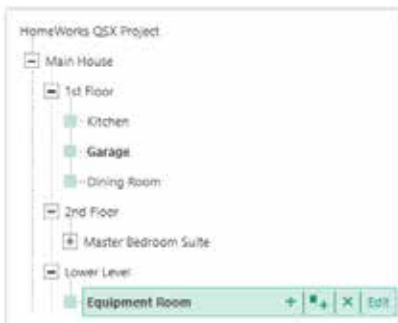 HomeWorks QSX Project
Main House
1st Floor
Kitchen
Garage
Dining Room
2nd Floor
Master Bedroom Suite
Lower Level
Equipment Room Edit